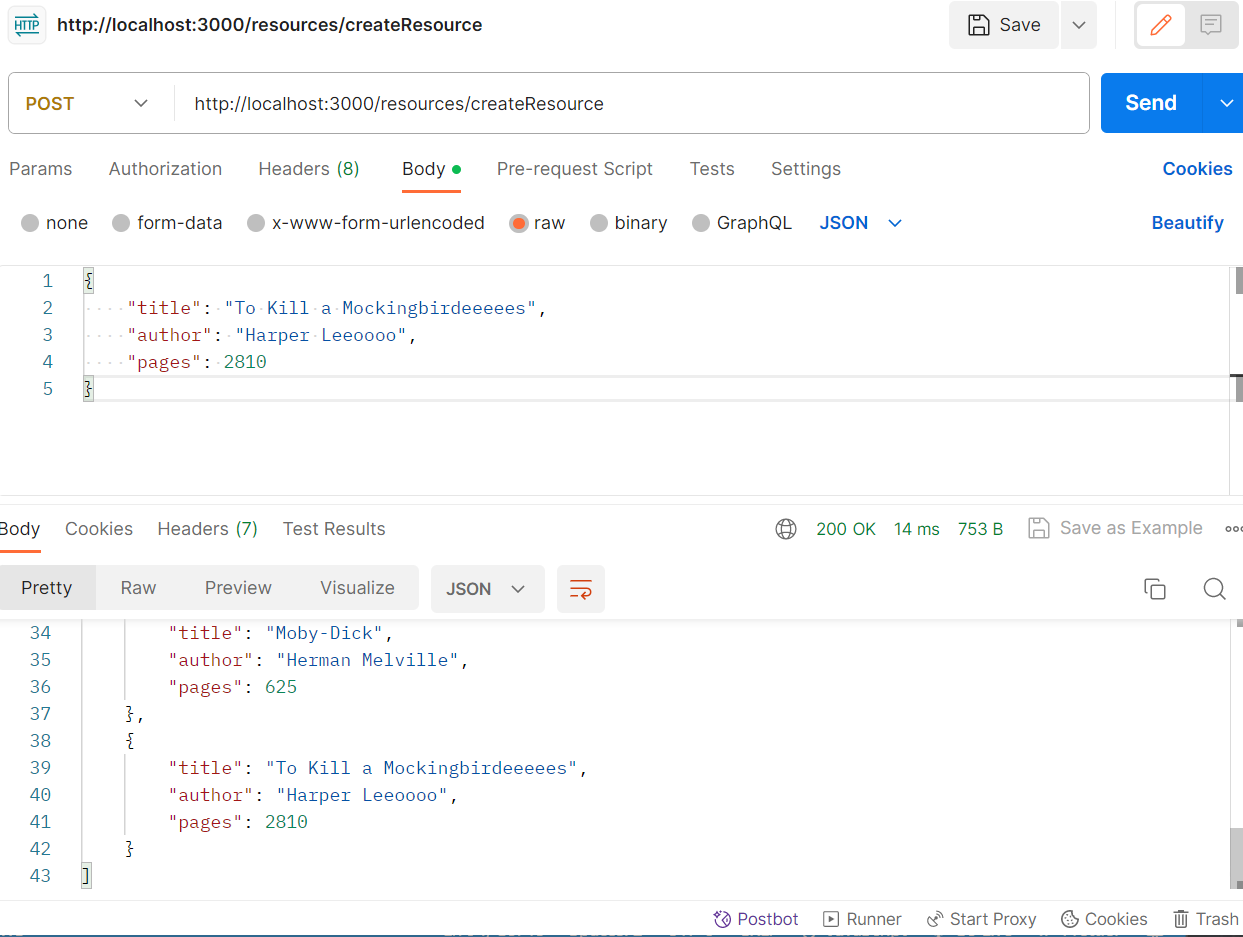 HTTP http://localhost:3000/resources/createResource Save
POST http://localhost:3000/resources/createResource Send
Params Authorization Headers (8) Body Pre-request Script Tests Settings Cookies
none form-data x-www-form-urlencoded raw binary GraphQL JSON Beautify
1 {
2 "title": "To Kill a Mockingbirdeeeees",
3 "author": "Harper Leeoooo",
4 "pages": 2810
5 }
Body Cookies Headers (7) Test Results 200 OK 14 ms 753 B Save as Example
Pretty Raw Preview Visualize JSON
34 "title": "Moby-Dick",
35 "author": "Herman Melville",
36 "pages": 625
37 },
38 {
39 "title": "To Kill a Mockingbirdeeeees",
40 "author": "Harper Leeoooo",
41 "pages": 2810
42 }
43 ]
Postbot Runner Start Proxy Cookies Trash